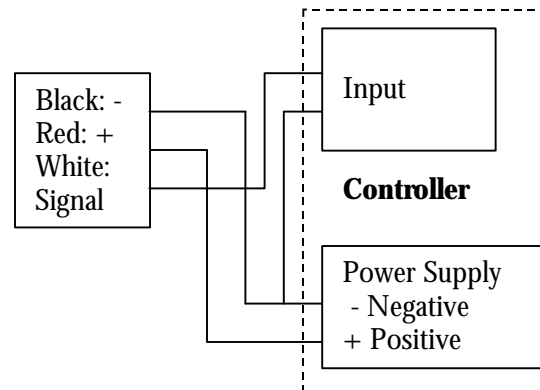 Black: -
Red: +
White:
Signal
Input
Controller
Power Supply
- Negative
+ Positive